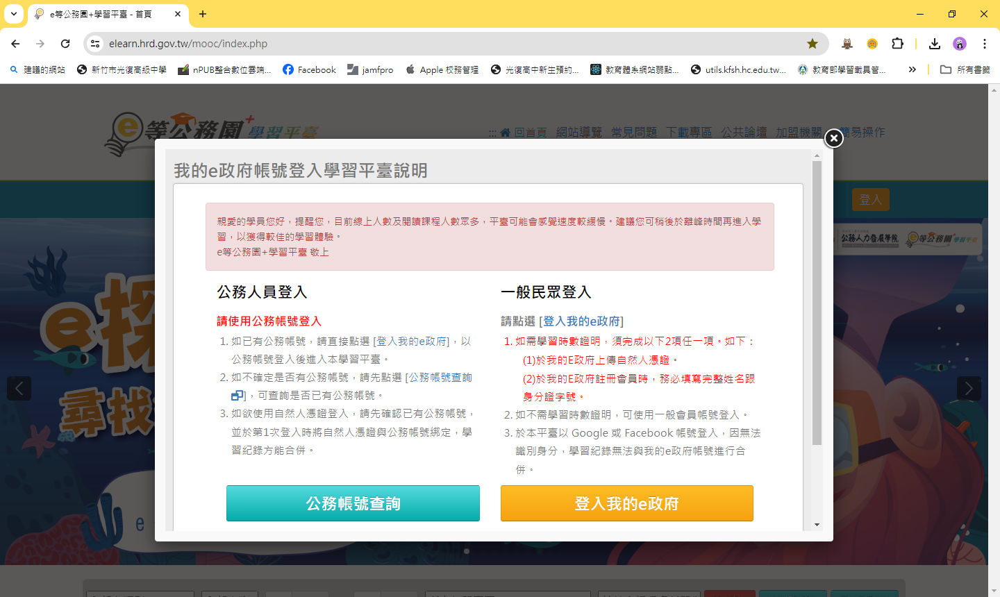 e等公務園+學習平臺 - 首頁
elearn.hrd.gov.tw/mooc/index.php
建議的網站 新竹市光復高級中學 nPUB整合數位雲端... Facebook jamfpro Apple 校務管理 光復高中新生預約... 教育體系網站弱點... utils.kfsh.hc.edu.tw... 教育部學習載具管... » 所有書籤
e等公務園+學習平臺
::: 回首頁 網站導覽 常見問題 下載專區 公共論壇 加盟機關 簡易操作
我的e政府帳號登入學習平臺說明
登入
親愛的學員您好，提醒您，目前線上人數及閱讀課程人數眾多，平臺可能會感覺速度較緩慢。建議您可稍後於離峰時間再進入學
習，以獲得較佳的學習體驗。
e等公務園+學習平臺 敬上
公務人力發展學院 e等公務園+學習平臺
e探
尋找
公務人員登入
請使用公務帳號登入
1. 如已有公務帳號，請直接點選 [登入我的e政府]，以
公務帳號登入後進入本學習平臺。
2. 如不確定是否有公務帳號，請先點選 [公務帳號查詢
]，可查詢是否已有公務帳號。
3. 如欲使用自然人憑證登入，請先確認已有公務帳號，
並於第1次登入時將自然人憑證與公務帳號綁定，學
習紀錄方能合併。
公務帳號查詢
一般民眾登入
請點選 [登入我的e政府]
1. 如需學習時數證明，須完成以下2項任一項。如下：
(1)於我的E政府上傳自然人憑證。
(2)於我的E政府註冊會員時，務必填寫完整姓名跟
身分證字號。
2. 如不需學習時數證明，可使用一般會員帳號登入。
3. 於本平臺以 Google 或 Facebook 帳號登入，因無法
識別身分，學習紀錄無法與我的e政府帳號進行合
併。
登入我的e政府
e